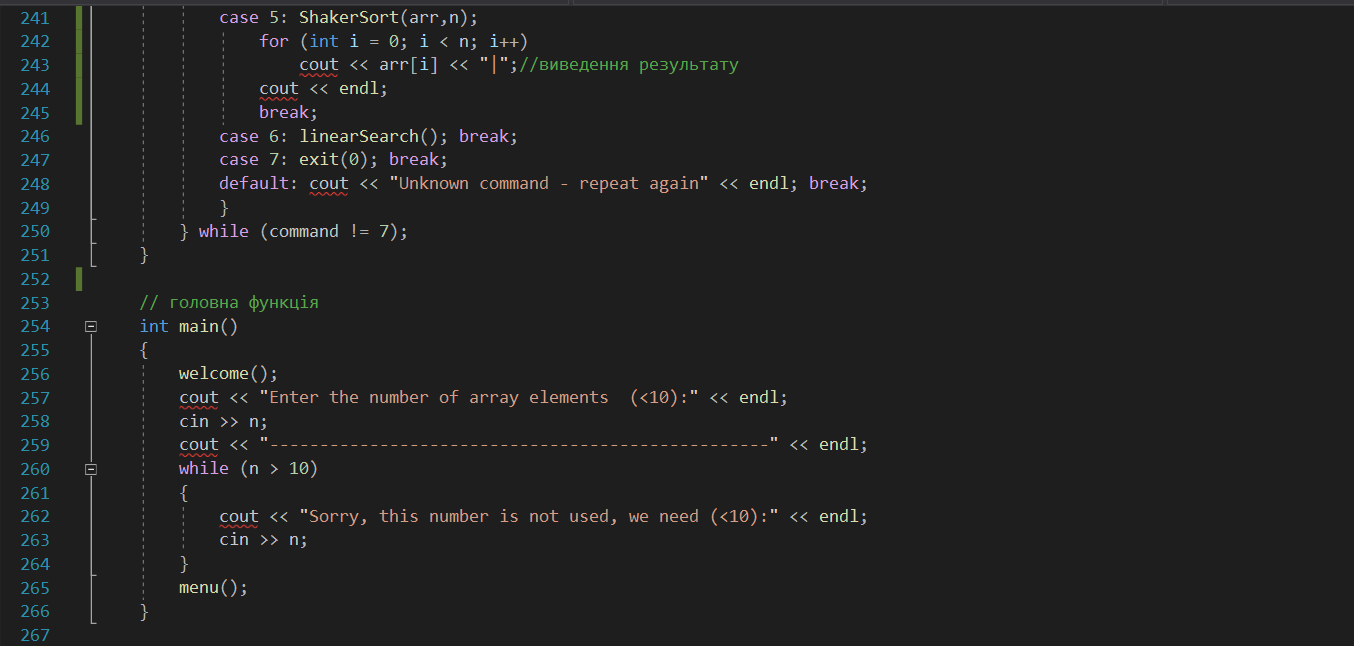 241 case 5: ShakerSort(arr,n);
242 for (int i = 0; i < n; i++)
243 cout << arr[i] << "|";//виведення результату
244 cout << endl;
245 break;
246 case 6: linearSearch(); break;
247 case 7: exit(0); break;
248 default: cout << "Unknown command - repeat again" << endl; break;
249 }
250 } while (command != 7);
251 }
252
253 // головна функція
254 int main()
255 {
256 welcome();
257 cout << "Enter the number of array elements  (<10):" << endl;
258 cin >> n;
259 cout << "--------------------------------------------------" << endl;
260 while (n > 10)
261 {
262 cout << "Sorry, this number is not used, we need (<10):" << endl;
263 cin >> n;
264 }
265 menu();
266 }
267